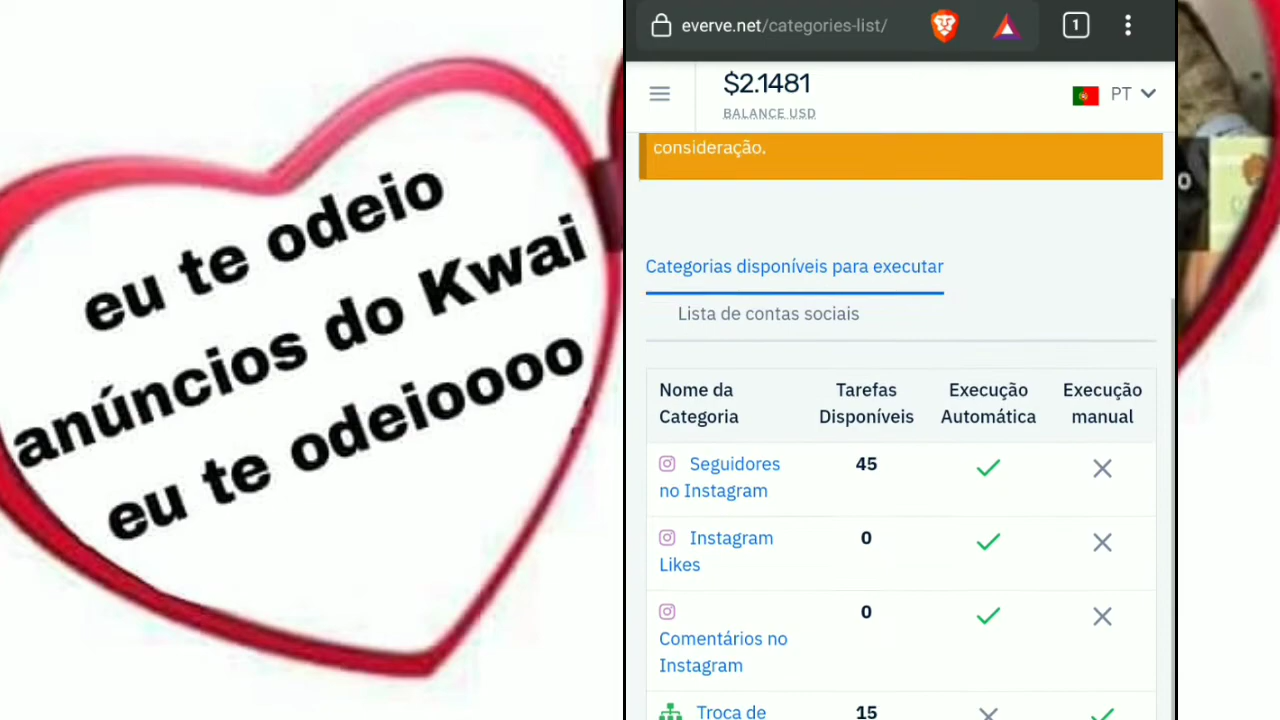 eu te odeio
anúncios do Kwai
eu te odeioooo
everve.net/categories-list/
1
$2.1481
BALANCE USD
PT
consideração.
Categorias disponíveis para executar
Lista de contas sociais
Nome da Categoria
Tarefas Disponíveis
Execução Automática
Execução manual
Seguidores no Instagram
45
Instagram Likes
0
Comentários no Instagram
0
Troca de
15